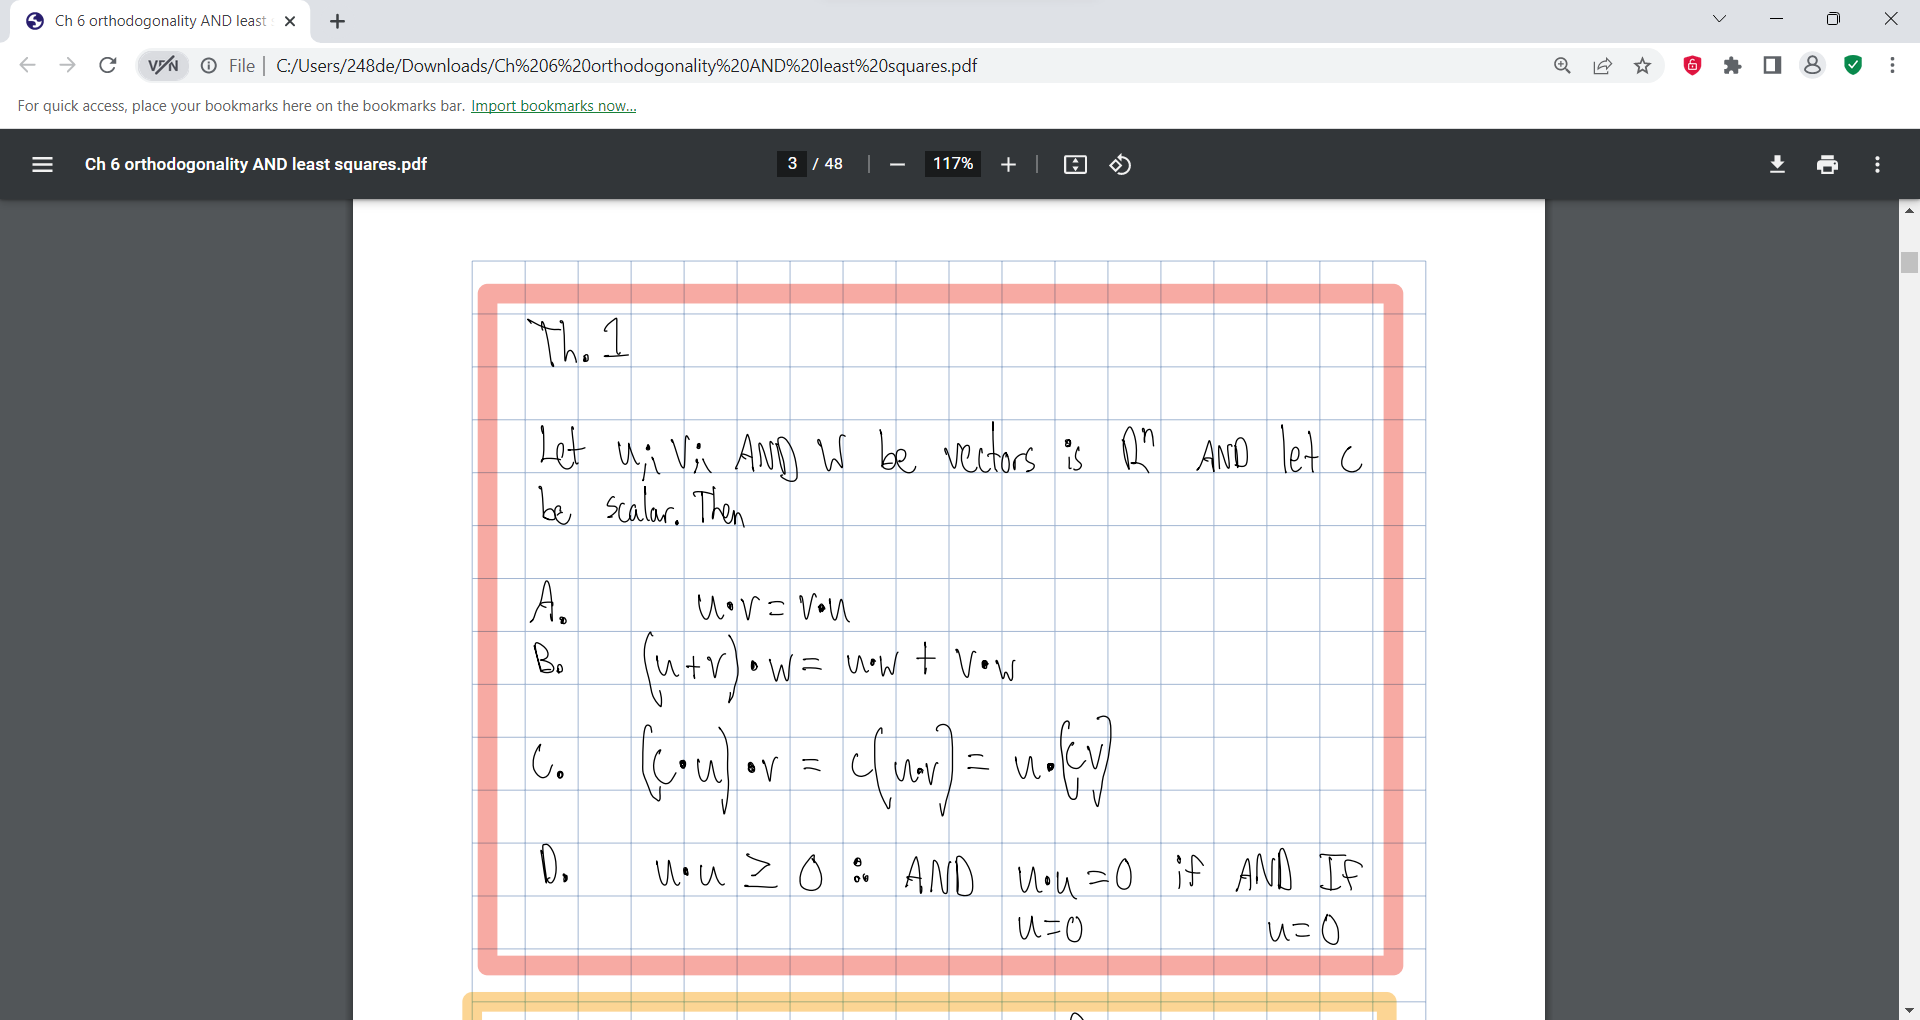 Ch 6 orthodogonality AND least
VPN File C:/Users/248de/Downloads/Ch%206%20orthodogonality%20AND%20least%20squares.pdf
For quick access, place your bookmarks here on the bookmarks bar. Import bookmarks now...
Ch 6 orthodogonality AND least squares.pdf 3 / 48 117%
Th. 1
Let u, v, AND W be vectors is Rⁿ AND let c
be scalar. Then
A. u·v = v·u
B. (u+v)·w = u·w + v·w
C. (c·u)·v = c(u·v) = u·(cv)
D. u·u ≥ 0 AND u·u = 0 if AND IF
u=0 u=0